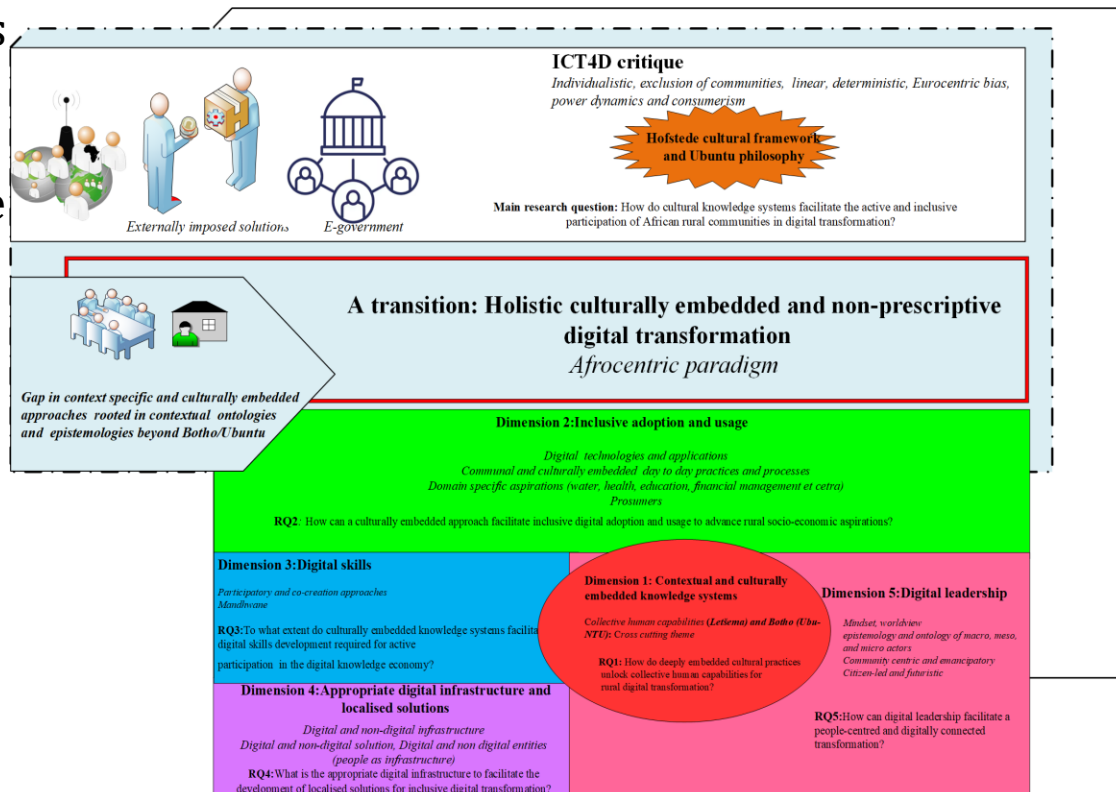 s
e
ICT4D critique
Individualistic, exclusion of communities, linear, deterministic, Eurocentric bias,
power dynamics and consumerism
Hofstede cultural framework
and Ubuntu philosophy
Main research question: How do cultural knowledge systems facilitate the active and inclusive
participation of African rural communities in digital transformation?
Externally imposed solutions
E-government
A transition: Holistic culturally embedded and non-prescriptive
digital transformation
Afrocentric paradigm
Gap in context specific and culturally embedded
approaches rooted in contextual ontologies
and epistemologies beyond Botho/Ubuntu
Dimension 2:Inclusive adoption and usage
Digital technologies and applications
Communal and culturally embedded day to day practices and processes
Domain specific aspirations (water, health, education, financial management et cetra)
Prosumers
RQ2: How can a culturally embedded approach facilitate inclusive digital adoption and usage to advance rural socio-economic aspirations?
Dimension 3:Digital skills
Participatory and co-creation approaches
Mandhwane
RQ3:To what extent do culturally embedded knowledge systems facilita
digital skills development required for active
participation in the digital knowledge economy?
Dimension 1: Contextual and culturally
embedded knowledge systems
Collective human capabilities (Letšema) and Botho (Ubu-
NTU): Cross cutting theme
RQ1: How do deeply embedded cultural practices
unlock collective human capabilities for
rural digital transformation?
Dimension 5:Digital leadership
Mindset, worldview
epistemology and ontology of macro, meso,
and micro actors
Community centric and emancipatory
Citizen-led and futuristic
RQ5:How can digital leadership facilitate a
people-centred and digitally connected
transformation?
Dimension 4:Appropriate digital infrastructure and
localised solutions
Digital and non-digital infrastructure
Digital and non-digital solution, Digital and non digital entities
(people as infrastructure)
RQ4:What is the appropriate digital infrastructure to facilitate the
development of localised solutions for inclusive digital transformation?